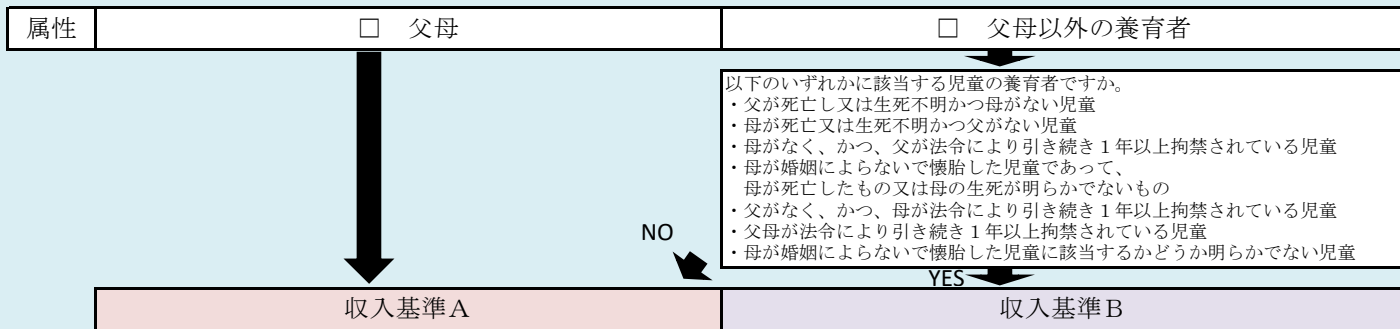 属性
□ 父母
□ 父母以外の養育者
以下のいずれかに該当する児童の養育者ですか。
・父が死亡し又は生死不明かつ母がない児童
・母が死亡又は生死不明かつ父がない児童
・母がなく、かつ、父が法令により引き続き１年以上拘禁されている児童
・母が婚姻によらないで懐胎した児童であって、
母が死亡したもの又は母の生死が明らかでないもの
・父がなく、かつ、母が法令により引き続き１年以上拘禁されている児童
・父母が法令により引き続き１年以上拘禁されている児童
・母が婚姻によらないで懐胎した児童に該当するかどうか明らかでない児童
NO
YES
収入基準Ａ
収入基準Ｂ